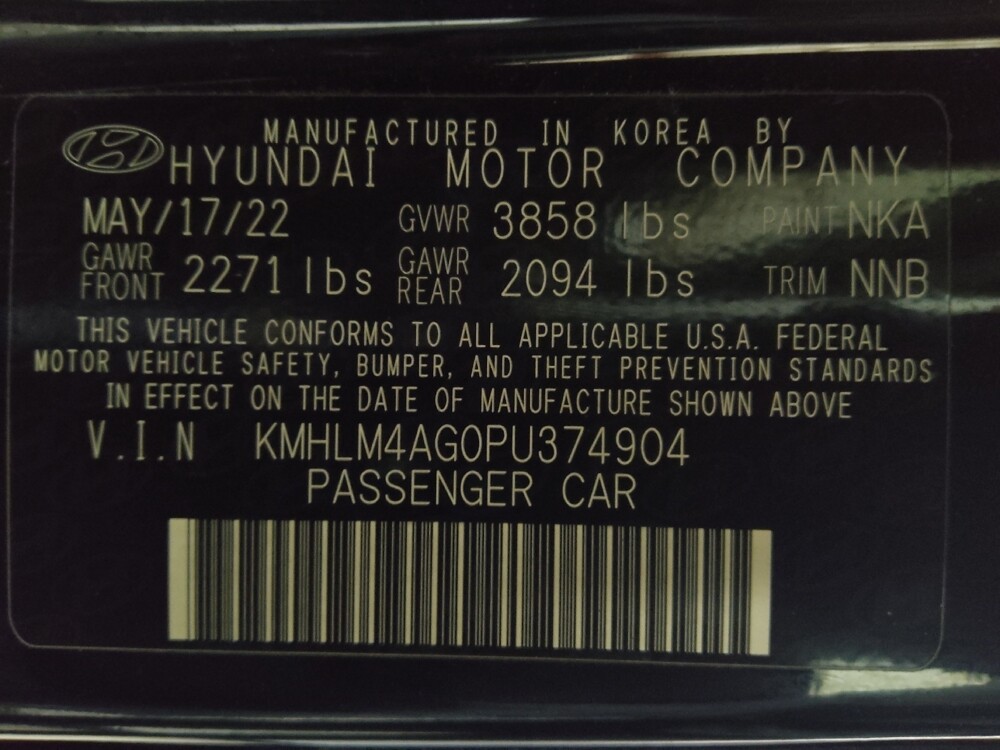 MANUFACTURED IN KOREA BY
HYUNDAI MOTOR COMPANY
MAY/17/22 GVWR 3858 lbs PAINT NKA
GAWR FRONT 2271 lbs GAWR REAR 2094 lbs TRIM NNB
THIS VEHICLE CONFORMS TO ALL APPLICABLE U.S.A. FEDERAL
MOTOR VEHICLE SAFETY, BUMPER, AND THEFT PREVENTION STANDARDS
IN EFFECT ON THE DATE OF MANUFACTURE SHOWN ABOVE
V.I.N KMHLM4AG0PU374904
PASSENGER CAR